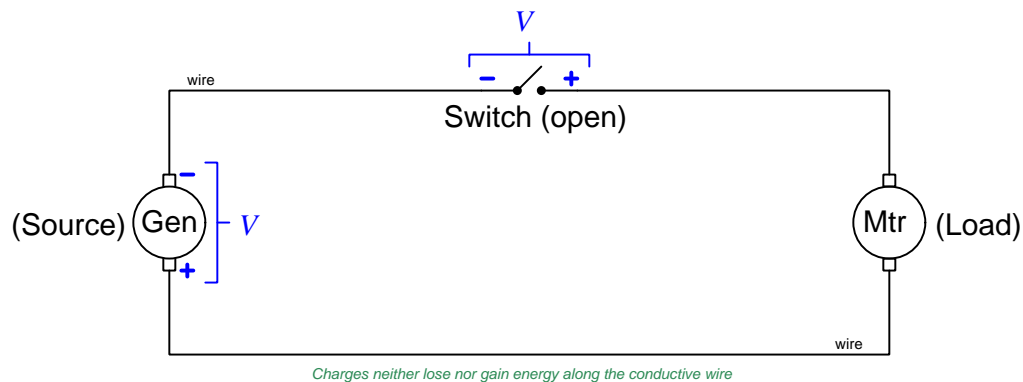 V
wire
− +
Switch (open)
−
(Source) Gen V Mtr (Load)
+
wire
Charges neither lose nor gain energy along the conductive wire